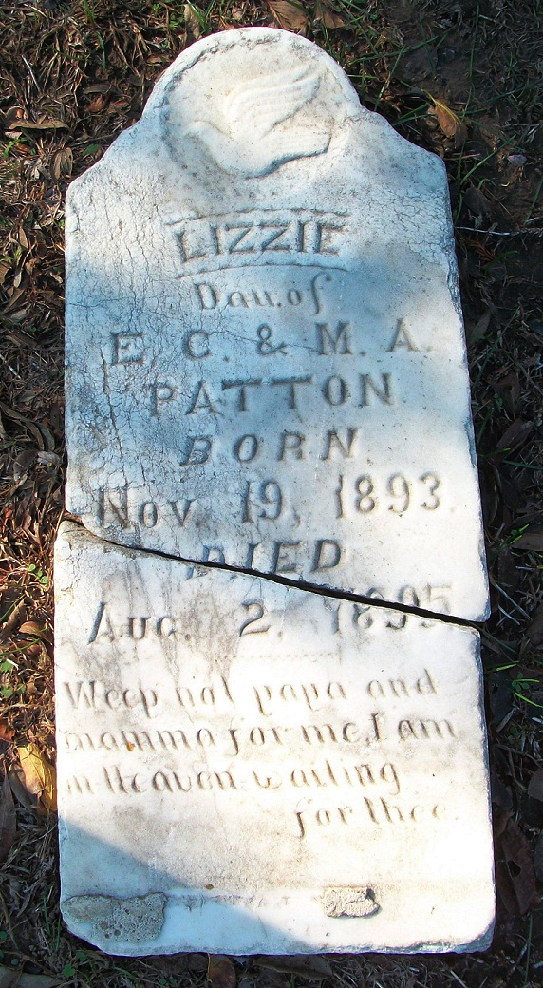 LIZZIE
Dau. of
E C. & M. A.
PATTON
BORN.
Nov. 19, 1893.
DIED
Aug. 2, 1895
Weep not papa and
mamma for me, I am
in Heaven waiting
for thee.